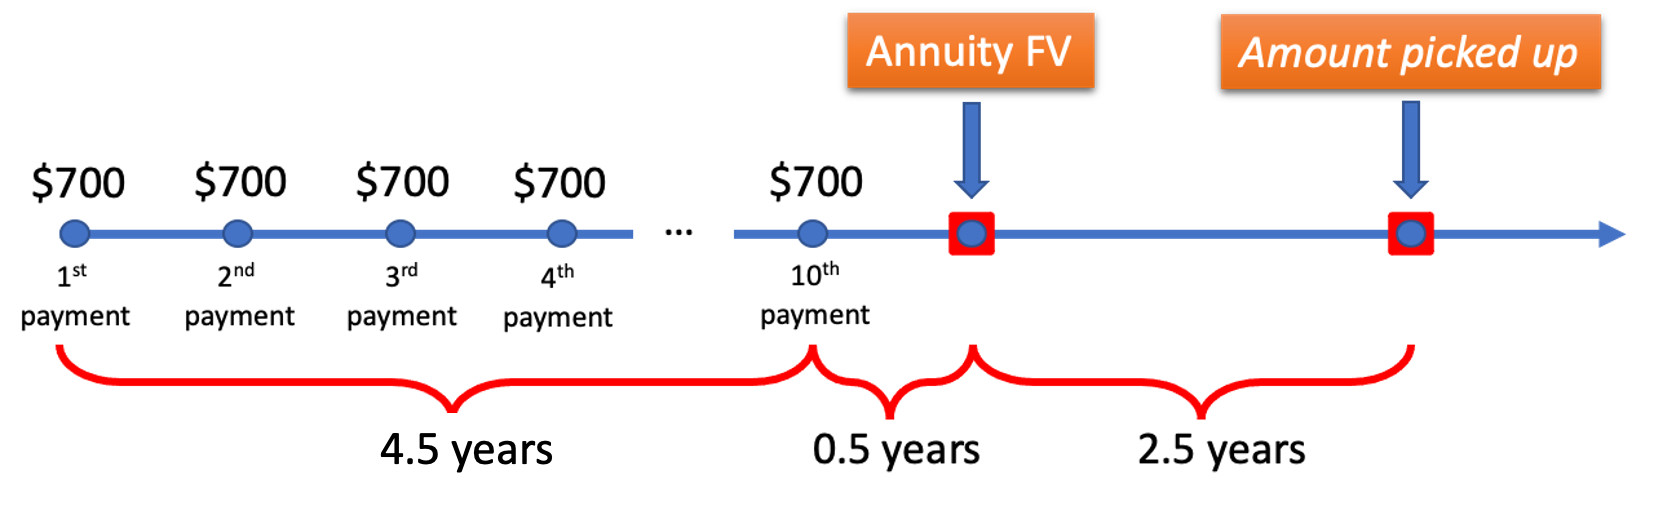 Annuity FV
Amount picked up
$700 $700 $700 $700 $700
...
1st 2nd 3rd 4th 10th
payment payment payment payment payment
4.5 years 0.5 years 2.5 years